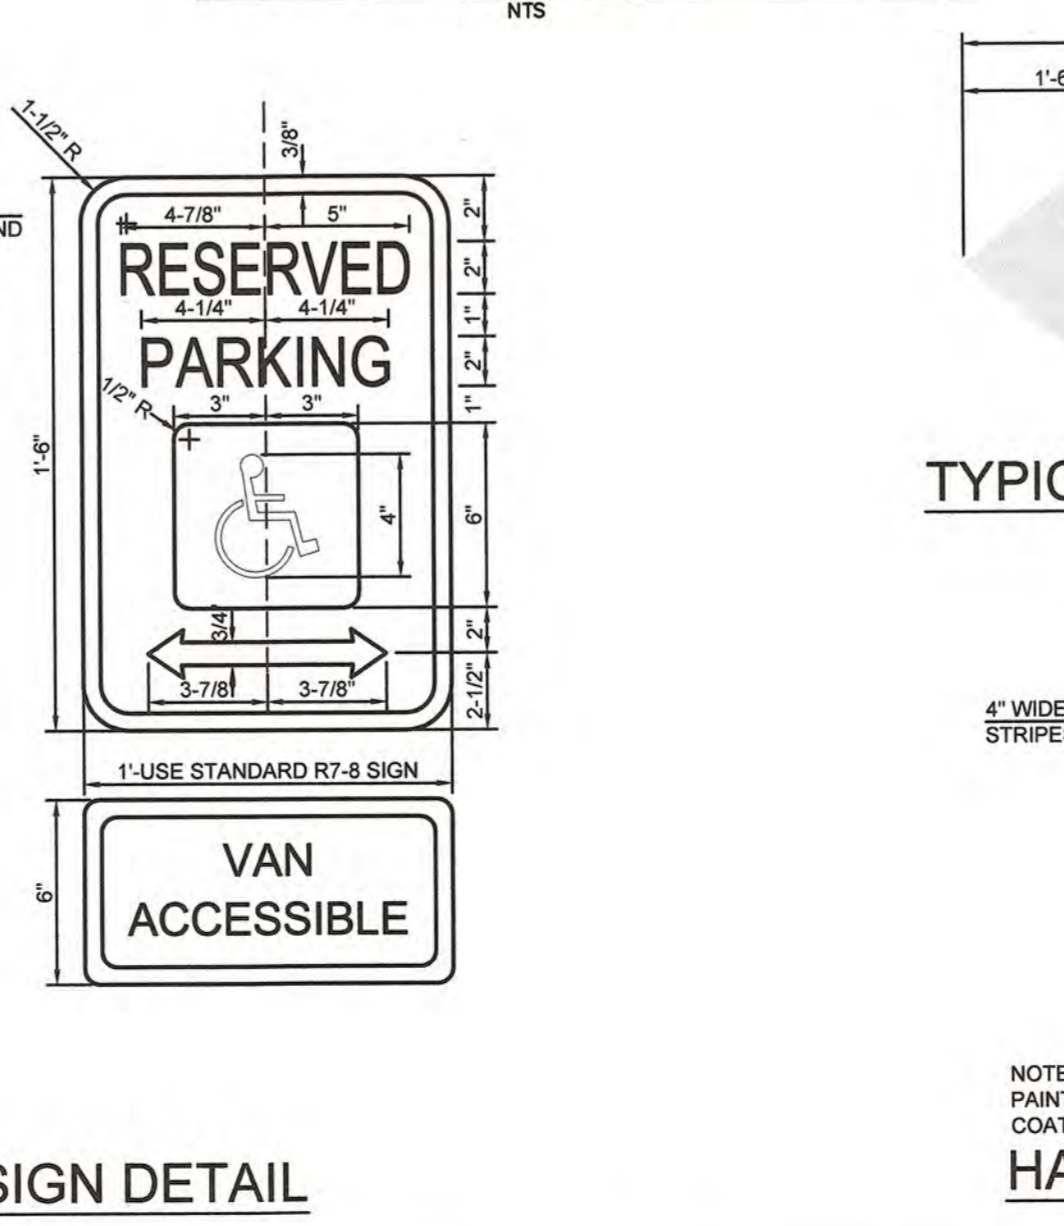 NTS
1'-6
1-1/2" R
3/8"
ND
4-7/8"
5"
2"
RESERVED
2"
4-1/4"
4-1/4"
1"
PARKING
2"
1/2" R
3"
3"
1"
1'-6"
4"
6"
3/4"
2"
3-7/8"
3-7/8"
2-1/2"
1'-USE STANDARD R7-8 SIGN
VAN
ACCESSIBLE
6"
SIGN DETAIL
TYPIC
4" WIDE
STRIPE
NOTE
PAINT
COAT
HA